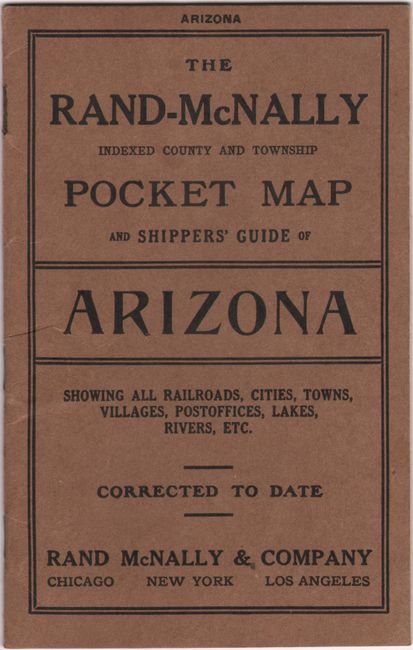 ARIZONA
THE
RAND-McNALLY
INDEXED COUNTY AND TOWNSHIP
POCKET MAP
AND SHIPPERS' GUIDE OF
ARIZONA
SHOWING ALL RAILROADS, CITIES, TOWNS,
VILLAGES, POSTOFFICES, LAKES,
RIVERS, ETC.
CORRECTED TO DATE
RAND McNALLY & COMPANY
CHICAGO NEW YORK LOS ANGELES